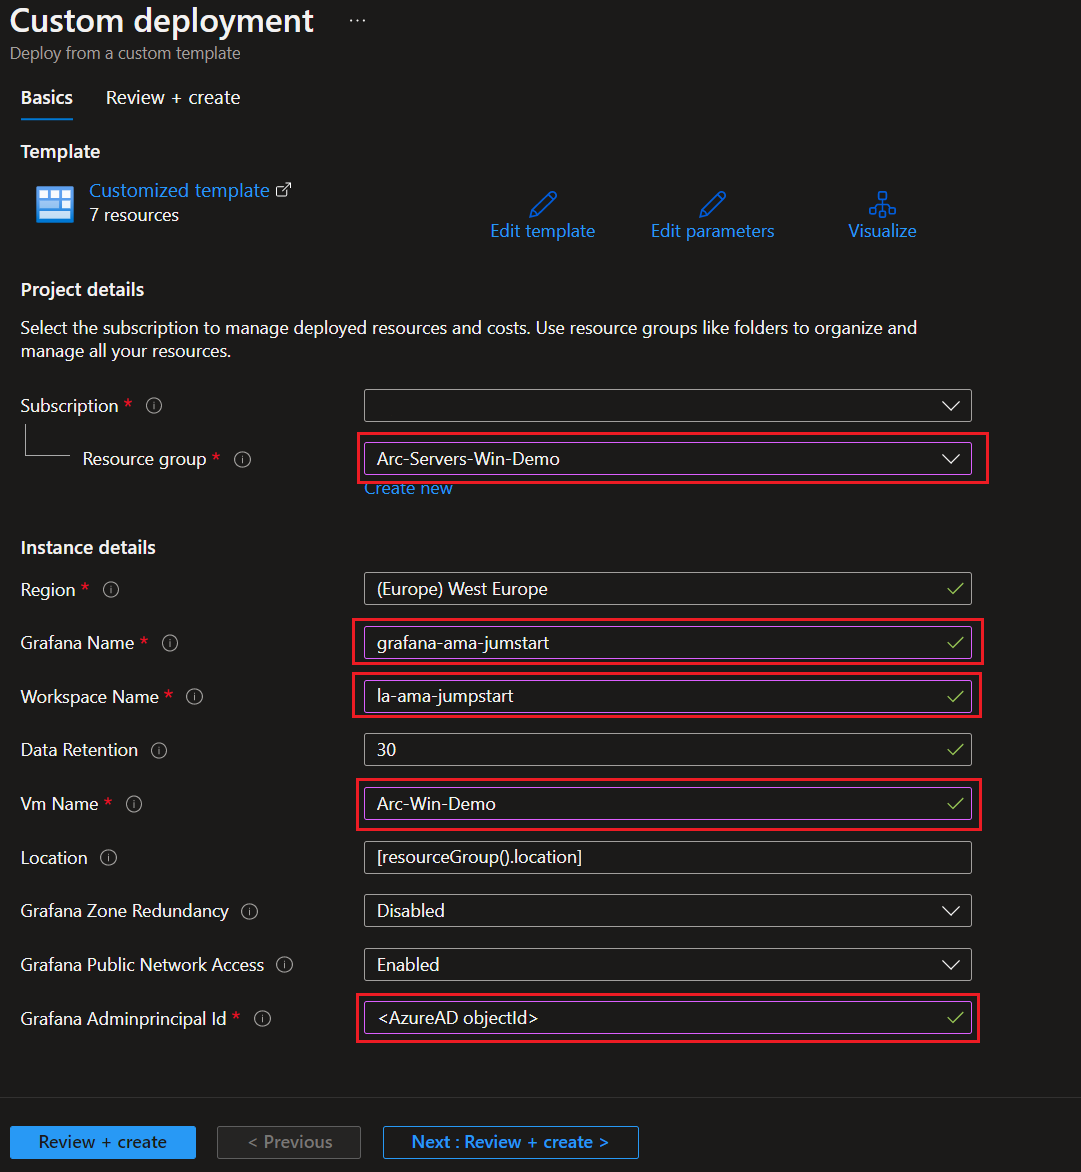 Custom deployment ...
Deploy from a custom template
Basics Review + create
Template
Customized template
7 resources
Edit template Edit parameters Visualize
Project details
Select the subscription to manage deployed resources and costs. Use resource groups like folders to organize and
manage all your resources.
Subscription *
Resource group * Arc-Servers-Win-Demo
Create new
Instance details
Region * (Europe) West Europe
Grafana Name * grafana-ama-jumstart
Workspace Name * la-ama-jumpstart
Data Retention 30
Vm Name * Arc-Win-Demo
Location [resourceGroup().location]
Grafana Zone Redundancy Disabled
Grafana Public Network Access Enabled
Grafana Adminprincipal Id * <AzureAD objectId>
Review + create < Previous Next : Review + create >